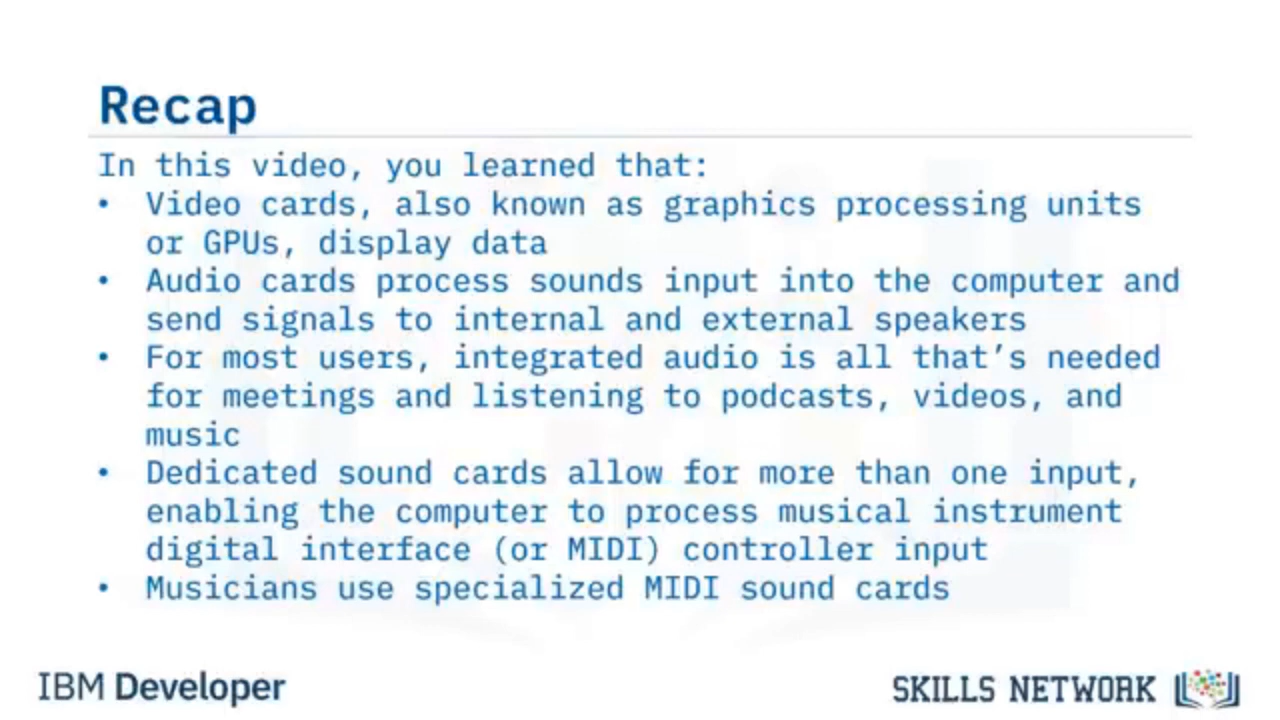 Recap
In this video, you learned that:
• Video cards, also known as graphics processing units
or GPUs, display data
• Audio cards process sounds input into the computer and
send signals to internal and external speakers
• For most users, integrated audio is all that’s needed
for meetings and listening to podcasts, videos, and
music
• Dedicated sound cards allow for more than one input,
enabling the computer to process musical instrument
digital interface (or MIDI) controller input
• Musicians use specialized MIDI sound cards
IBM Developer
SKILLS NETWORK